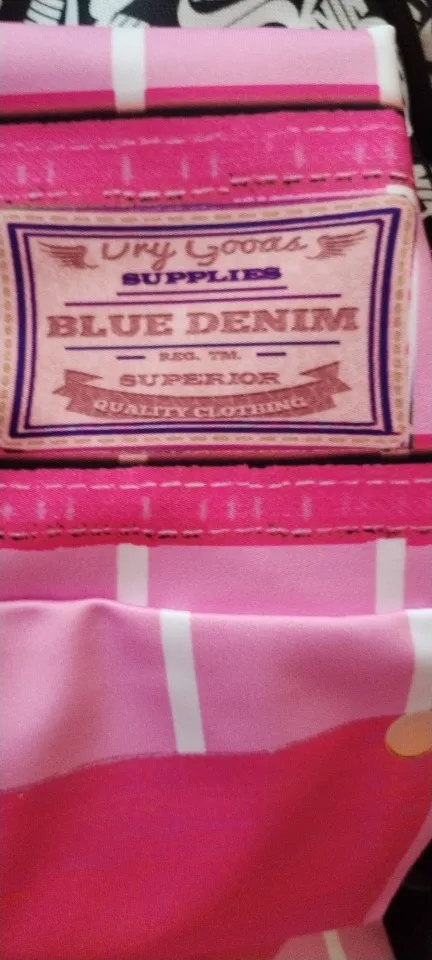 Dry Goods
SUPPLIES
BLUE DENIM
REG. TM.
SUPERIOR
QUALITY CLOTHING